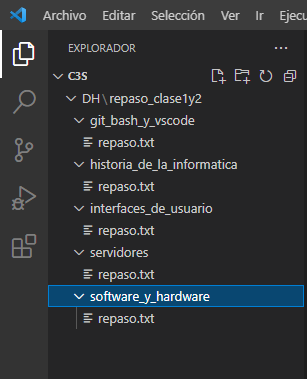 Archivo Editar Selección Ver Ir Ejec
EXPLORADOR
C3S
DH\repaso_clase1y2
git_bash_y_vscode
repaso.txt
historia_de_la_informatica
repaso.txt
interfaces_de_usuario
repaso.txt
servidores
repaso.txt
software_y_hardware
repaso.txt